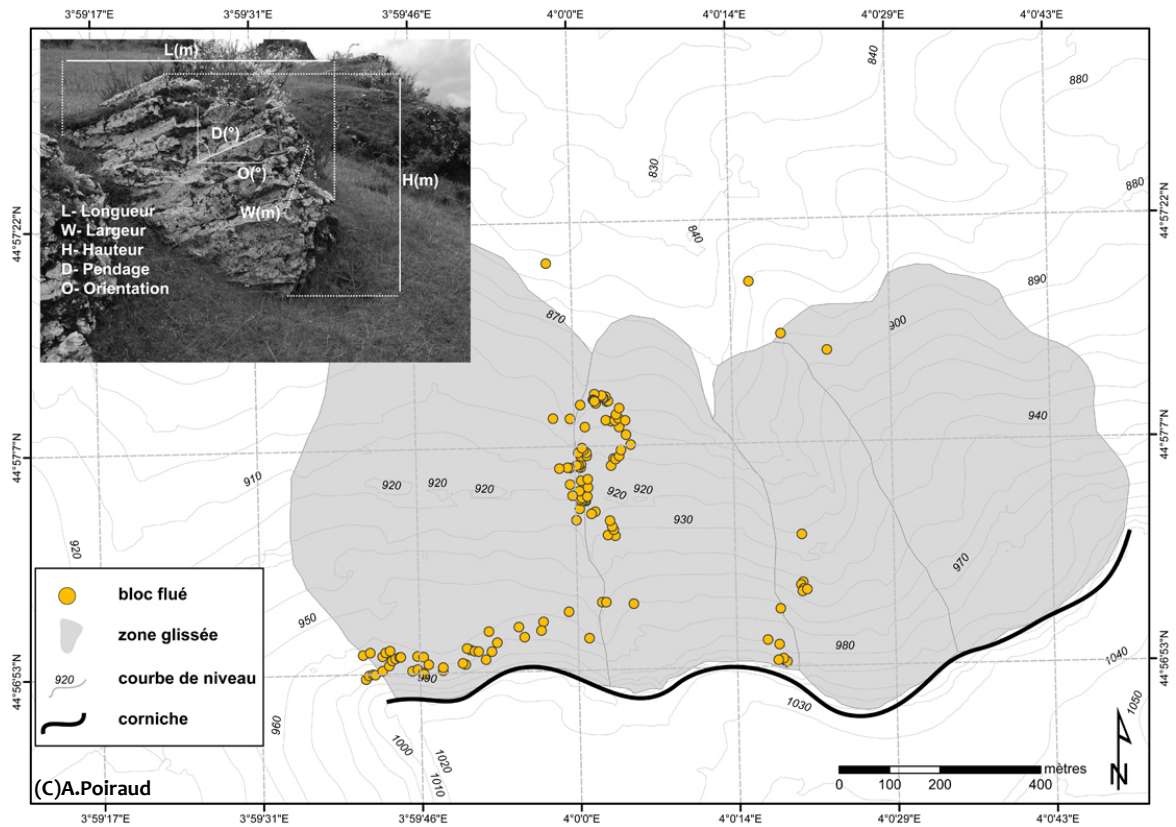 3°59'17"E 3°59'31"E 3°59'46"E 4°0'0"E 4°0'14"E 4°0'29"E 4°0'43"E
L(m)
D(°)
O(°)
H(m)
W(m)
L- Longueur
W- Largeur
H- Hauteur
D- Pendage
O- Orientation
840
880
830
880
840
890
870
900
940
910
920 920 920 920 920
930
920
970
950
980
990
1040
1030
1050
960
1000
1020
1010
44°57'22"N
44°57'7"N
44°56'53"N
44°57'22"N
44°57'7"N
44°56'53"N
bloc flué
zone glissée
920 courbe de niveau
corniche
(C)A.Poiraud
mètres
0 100 200 400
N
3°59'17"E 3°59'31"E 3°59'46"E 4°0'0"E 4°0'14"E 4°0'29"E 4°0'43"E